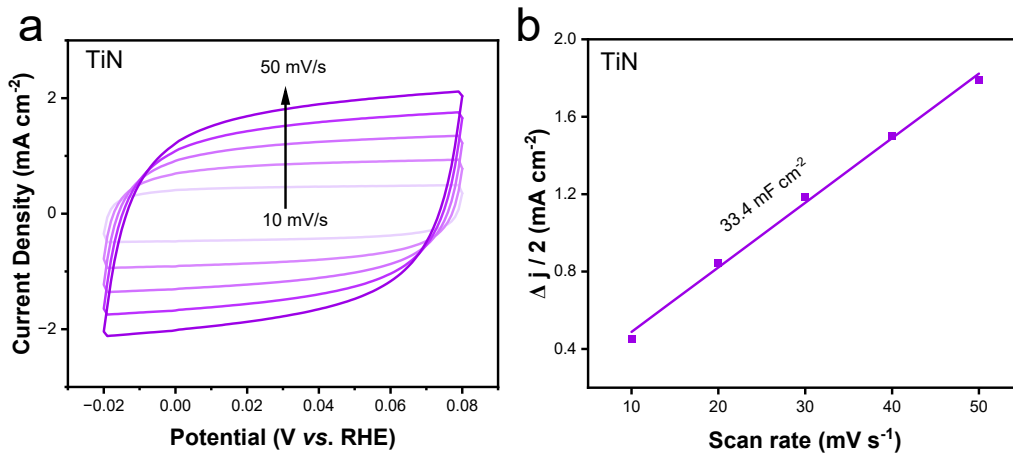 a
TiN
50 mV/s
10 mV/s
2
0
−2
−0.02
0.00
0.02
0.04
0.06
0.08
Current Density (mA cm⁻²)
Potential (V vs. RHE)
b
TiN
33.4 mF cm⁻²
2.0
1.6
1.2
0.8
0.4
10
20
30
40
50
Δ j / 2 (mA cm⁻²)
Scan rate (mV s⁻¹)